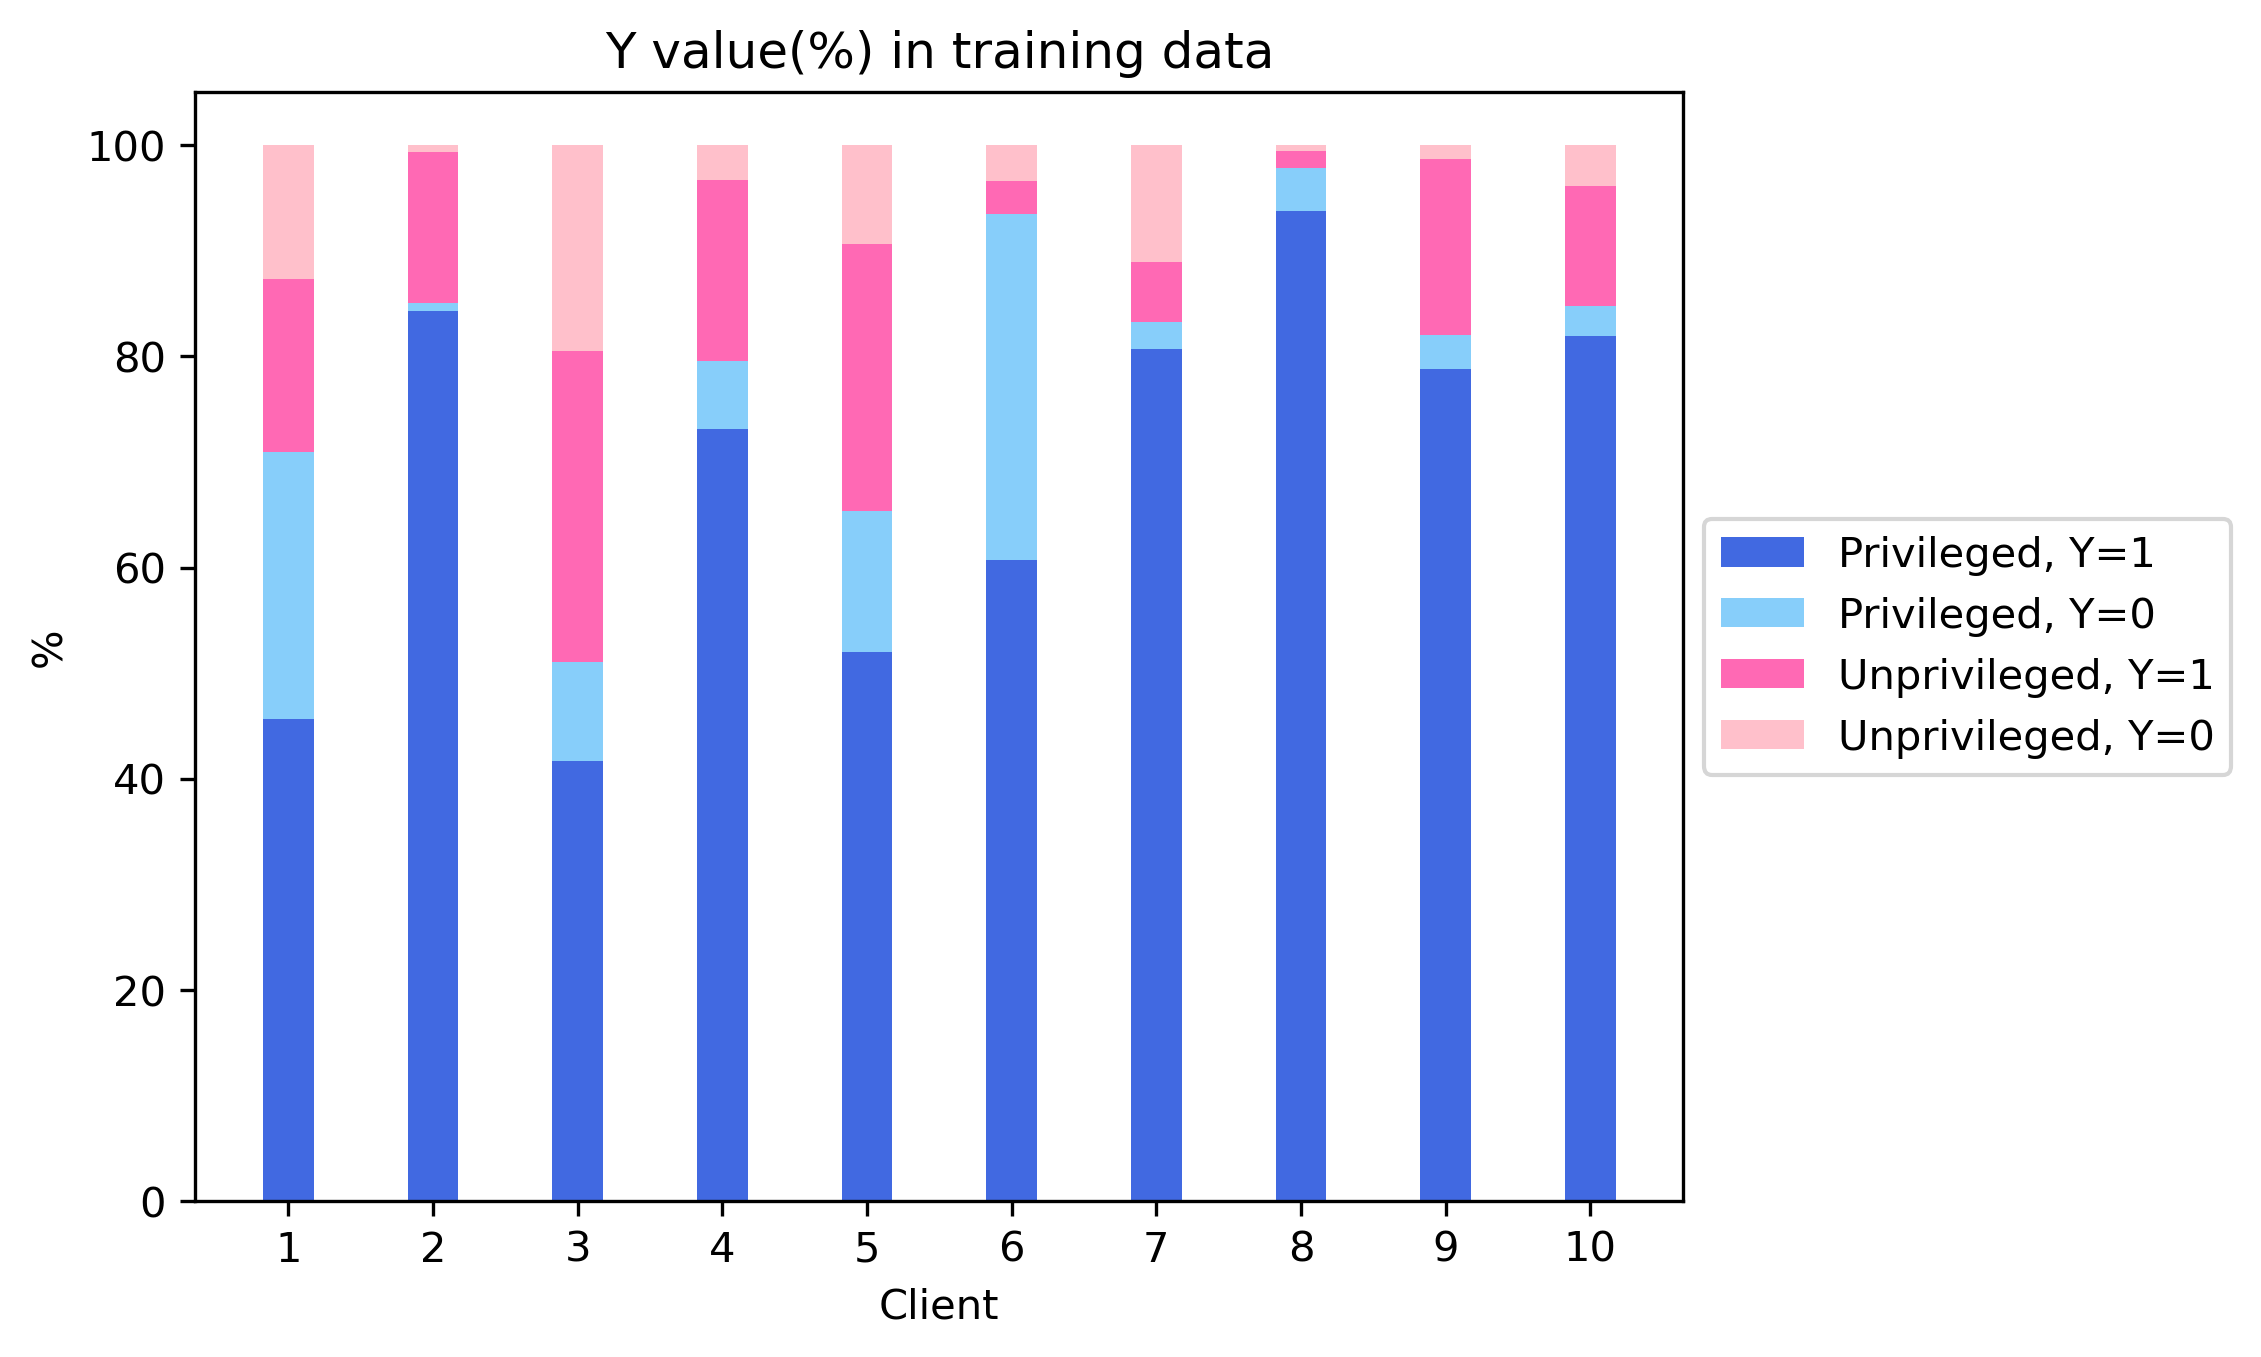 Y value(%) in training data
%
100
80
60
40
20
0
1 2 3 4 5 6 7 8 9 10
Client
Privileged, Y=1
Privileged, Y=0
Unprivileged, Y=1
Unprivileged, Y=0